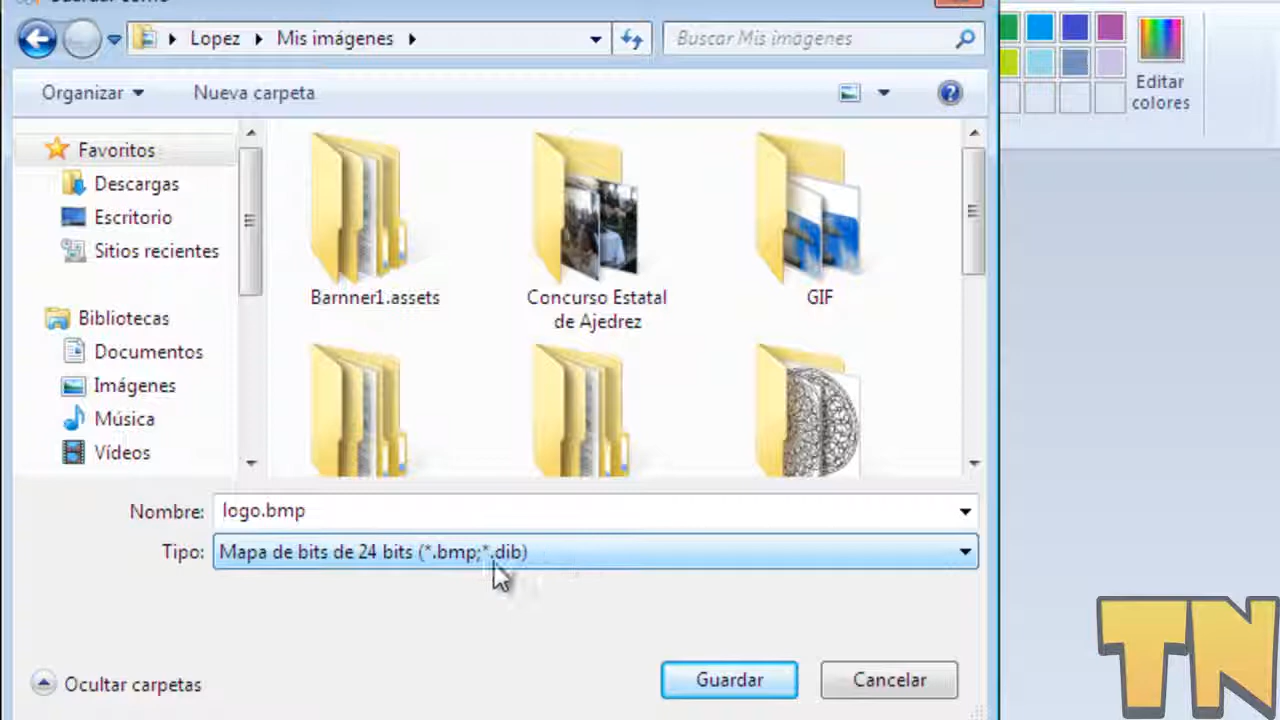 Guardar como
Lopez Mis imágenes
Buscar Mis imágenes
Organizar
Nueva carpeta
Editar
colores
Favoritos
Descargas
Escritorio
Sitios recientes
Bibliotecas
Documentos
Imágenes
Música
Vídeos
Barnner1.assets
Concurso Estatal
de Ajedrez
GIF
Nombre: logo.bmp
Tipo: Mapa de bits de 24 bits (*.bmp;*.dib)
Ocultar carpetas
Guardar
Cancelar
TN